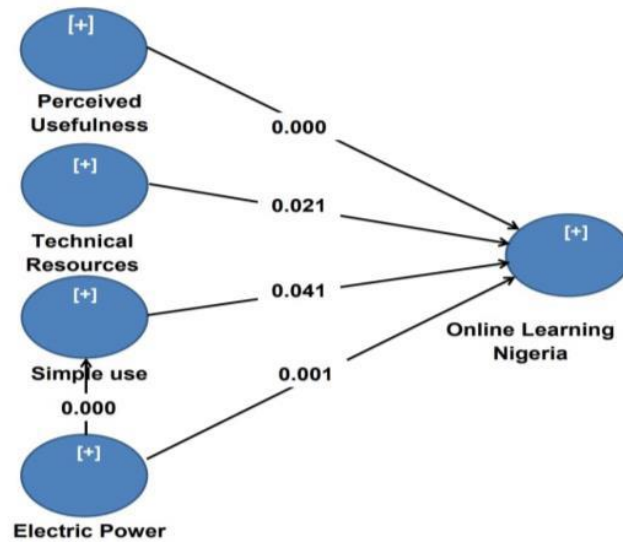 [+]
Perceived
Usefulness
0.000
[+]
0.021
Technical
Resources
[+]
[+]
0.041
Online Learning
Nigeria
Simple use
0.001
0.000
[+]
Electric Power